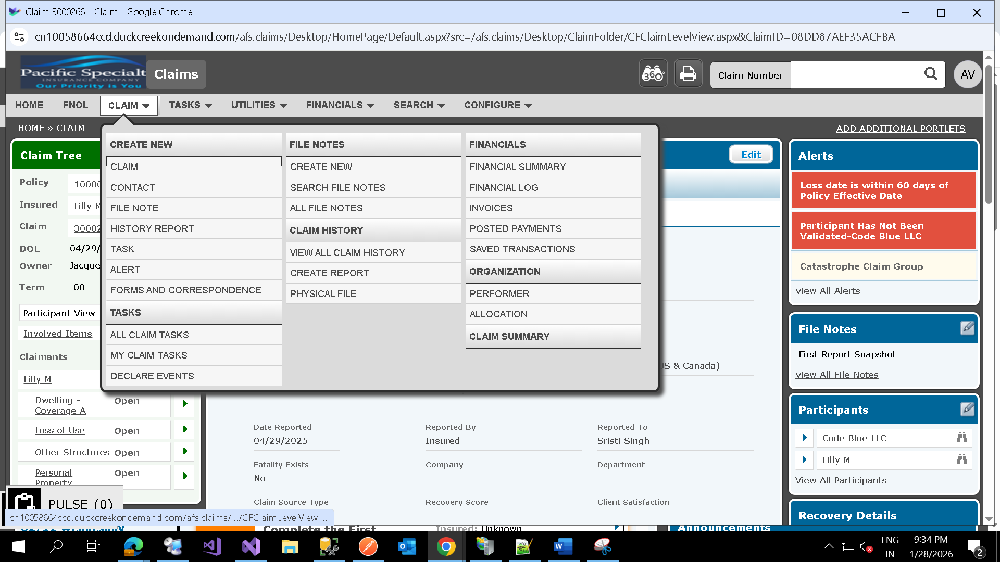 Claim 3000266 – Claim - Google Chrome
cn10058664ccd.duckcreekondemand.com/afs.claims/Desktop/HomePage/Default.aspx?src=/afs.claims/Desktop/ClaimFolder/CFClaimLevelView.aspx&ClaimID=08DD87AEF35ACFBA
Pacific Specialt
INSURANCE COMPANY
Our Priority is You
Claims
360°
Claim Number
AV
HOME FNOL CLAIM TASKS UTILITIES FINANCIALS SEARCH CONFIGURE
HOME » CLAIM
ADD ADDITIONAL PORTLETS
Claim Tree
Policy 10000
Insured Lilly M
Claim 30002
DOL 04/29/
Owner Jacque
Term 00
Participant View
Involved Items
Claimants
Lilly M
Dwelling -
Coverage A
Open
Loss of Use Open
Other Structures Open
Personal
Property
Open
CREATE NEW
CLAIM
CONTACT
FILE NOTE
HISTORY REPORT
TASK
ALERT
FORMS AND CORRESPONDENCE
TASKS
ALL CLAIM TASKS
MY CLAIM TASKS
DECLARE EVENTS
FILE NOTES
CREATE NEW
SEARCH FILE NOTES
ALL FILE NOTES
CLAIM HISTORY
VIEW ALL CLAIM HISTORY
CREATE REPORT
PHYSICAL FILE
FINANCIALS
FINANCIAL SUMMARY
FINANCIAL LOG
INVOICES
POSTED PAYMENTS
SAVED TRANSACTIONS
ORGANIZATION
PERFORMER
ALLOCATION
CLAIM SUMMARY
Edit
US & Canada)
Date Reported
04/29/2025
Reported By
Insured
Reported To
Sristi Singh
Fatality Exists
No
Company
Department
Claim Source Type
Recovery Score
Client Satisfaction
Alerts
Loss date is within 60 days of
Policy Effective Date
Participant Has Not Been
Validated-Code Blue LLC
Catastrophe Claim Group
View All Alerts
File Notes
First Report Snapshot
View All File Notes
Participants
Code Blue LLC
Lilly M
View All Participants
Recovery Details
PULSE (0)
cn10058664ccd.duckcreekondemand.com/afs.claims/.../CFClaimLevelView....
Complete the First
Insured: Unknown
Announcements
ENG
IN
9:34 PM
1/28/2026
2